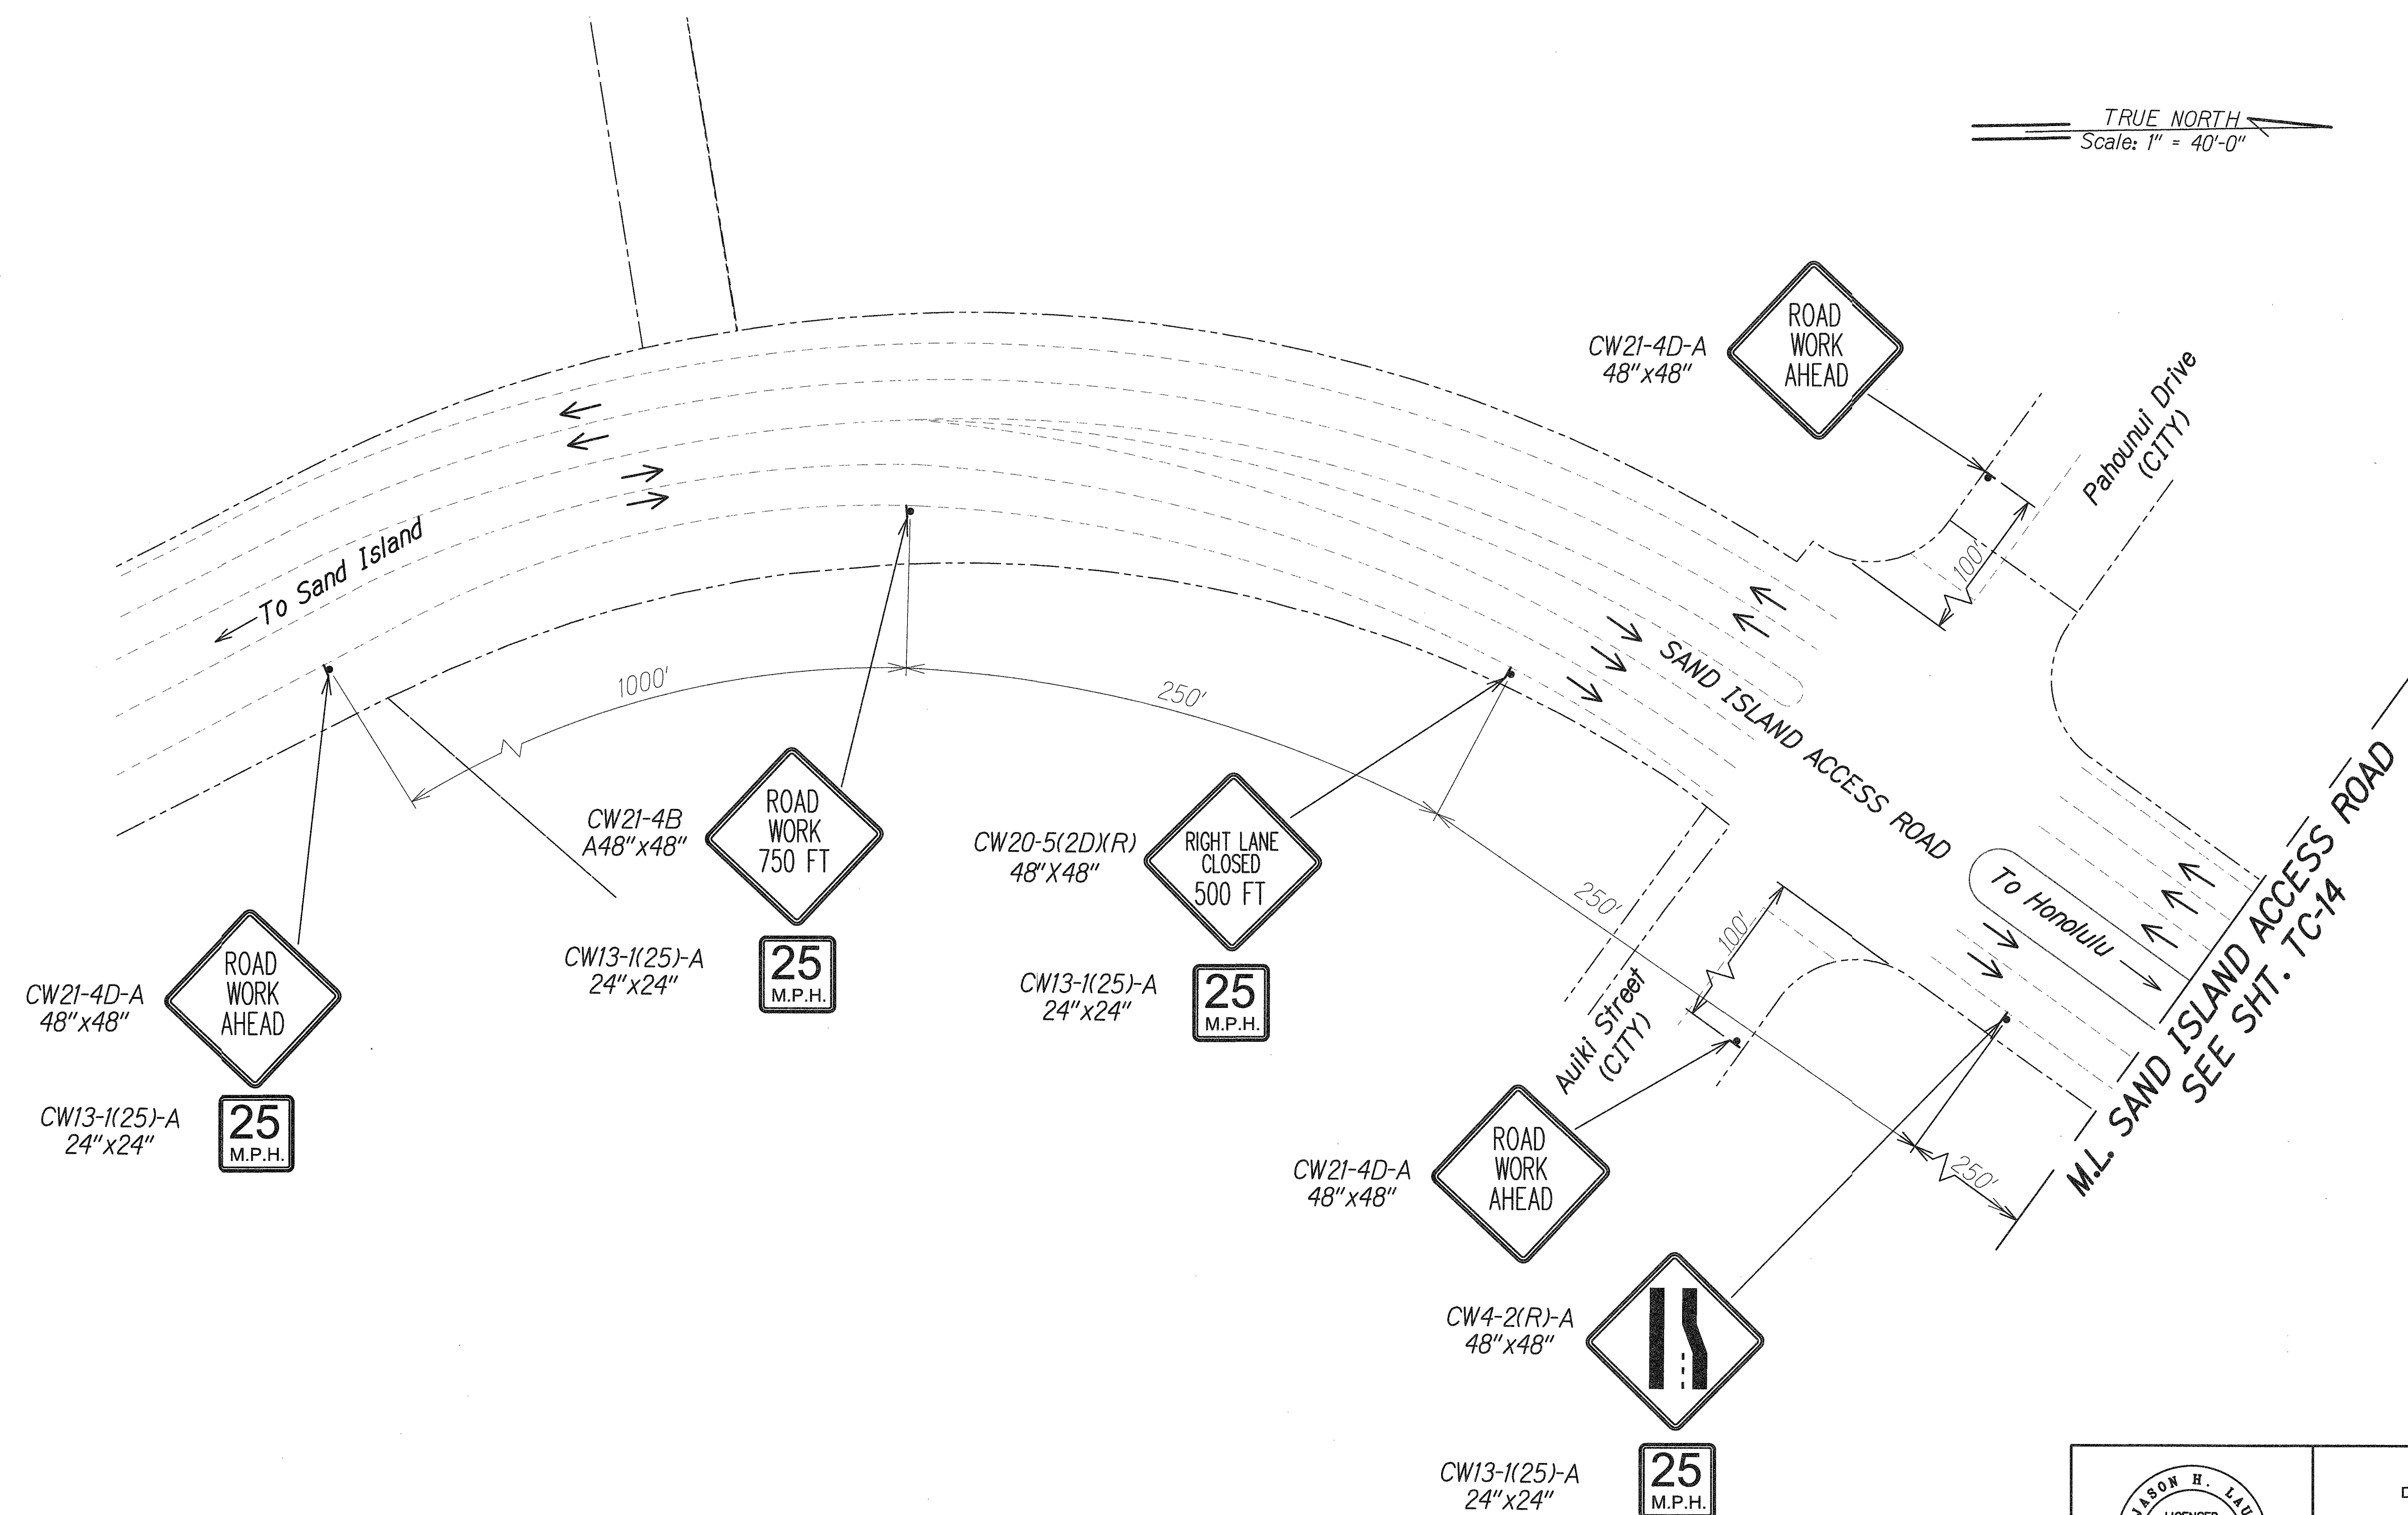 TRUE NORTH
Scale: 1" = 40'-0"
ROAD
WORK
AHEAD
CW21-4D-A
48"x48"
Pahounui Drive
(CITY)
100'
To Sand Island
SAND ISLAND ACCESS ROAD
1000'
250'
250'
100'
250'
To Honolulu
M.L. SAND ISLAND ACCESS ROAD
SEE SHT. TC-14
Auiki Street
(CITY)
CW21-4D-A
48"x48"
ROAD
WORK
AHEAD
CW13-1(25)-A
24"x24"
25
M.P.H.
CW21-4B
A48"x48"
ROAD
WORK
750 FT
CW13-1(25)-A
24"x24"
25
M.P.H.
CW20-5(2D)(R)
48"X48"
RIGHT LANE
CLOSED
500 FT
CW13-1(25)-A
24"x24"
25
M.P.H.
CW21-4D-A
48"x48"
ROAD
WORK
AHEAD
CW4-2(R)-A
48"x48"
CW13-1(25)-A
24"x24"
25
M.P.H.
JASON H. LAU